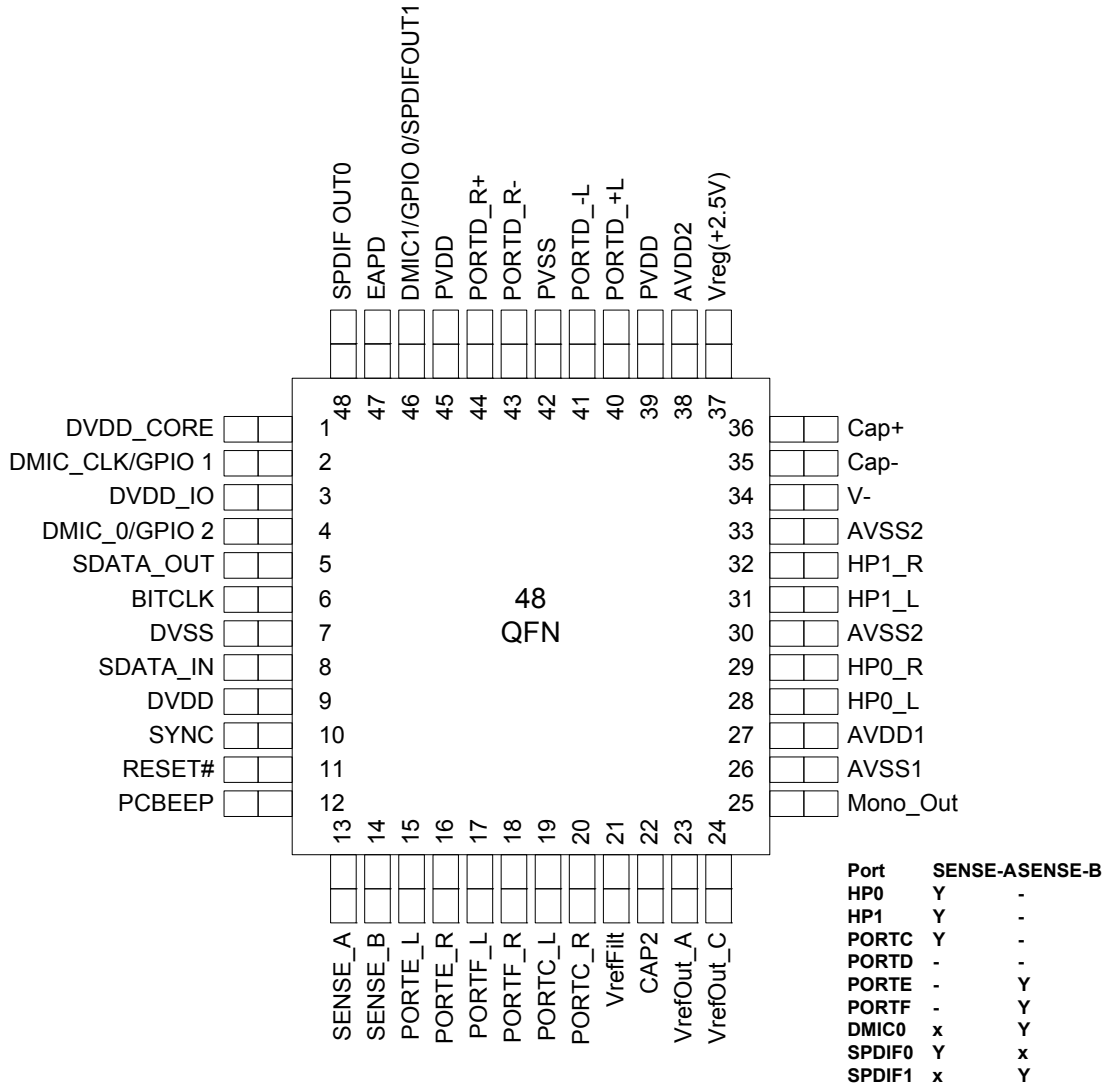 SPDIF OUT0
EAPD
DMIC1/GPIO 0/SPDIFOUT1
PVDD
PORTD_R+
PORTD_R-
PVSS
PORTD_-L
PORTD_+L
PVDD
AVDD2
Vreg(+2.5V)
48
47
46
45
44
43
42
41
40
39
38
37
DVDD_CORE 1
DMIC_CLK/GPIO 1 2
DVDD_IO 3
DMIC_0/GPIO 2 4
SDATA_OUT 5
BITCLK 6
DVSS 7
SDATA_IN 8
DVDD 9
SYNC 10
RESET# 11
PCBEEP 12
48
QFN
36 Cap+
35 Cap-
34 V-
33 AVSS2
32 HP1_R
31 HP1_L
30 AVSS2
29 HP0_R
28 HP0_L
27 AVDD1
26 AVSS1
25 Mono_Out
13
14
15
16
17
18
19
20
21
22
23
24
SENSE_A
SENSE_B
PORTE_L
PORTE_R
PORTF_L
PORTF_R
PORTC_L
PORTC_R
VrefFilt
CAP2
VrefOut_A
VrefOut_C
Port SENSE-ASENSE-B
HP0 Y -
HP1 Y -
PORTC Y -
PORTD - -
PORTE - Y
PORTF - Y
DMIC0 x Y
SPDIF0 Y x
SPDIF1 x Y